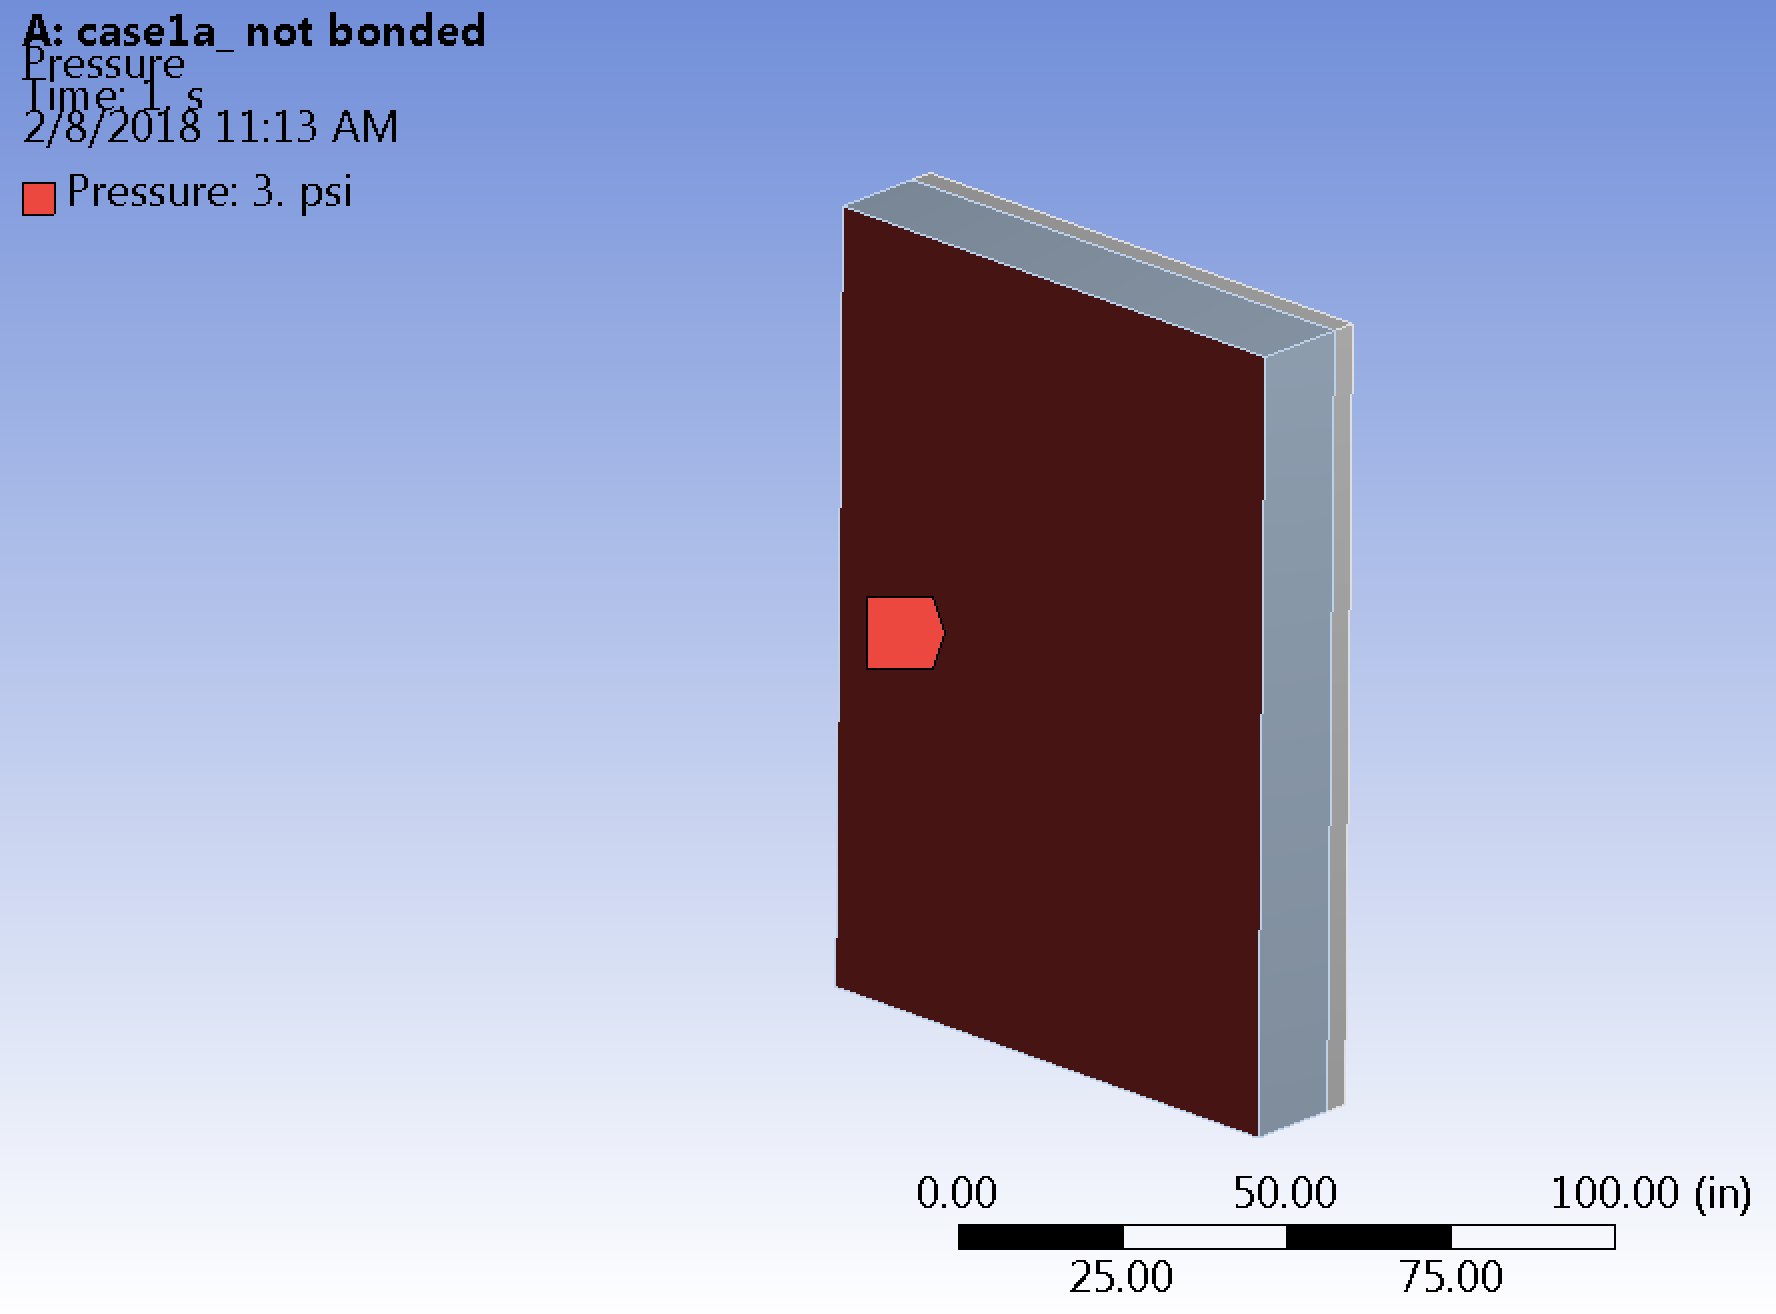 A: case1a_ not bonded
Pressure
Time: 1. s
2/8/2018 11:13 AM
Pressure: 3. psi
0.00 50.00 100.00 (in)
25.00 75.00